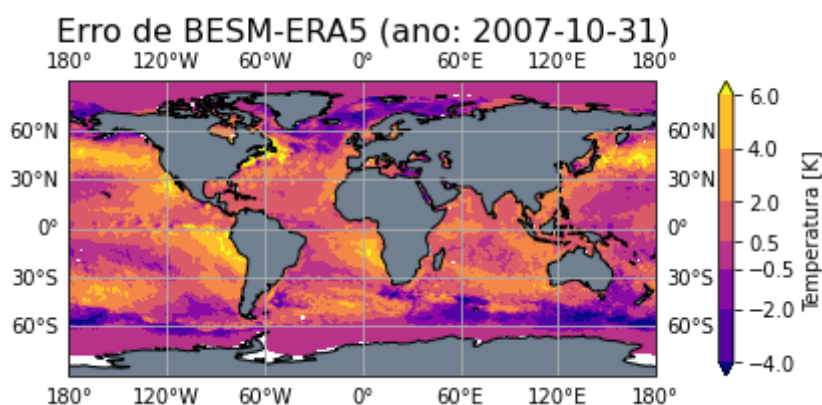 Erro de BESM-ERA5 (ano: 2007-10-31)
180° 120°W 60°W 0° 60°E 120°E 180°
60°N 60°N 6.0
30°N 30°N 4.0
0° 0° 2.0
30°S 30°S 0.5
60°S 60°S −0.5
−2.0
−4.0
Temperatura [K]
180° 120°W 60°W 0° 60°E 120°E 180°